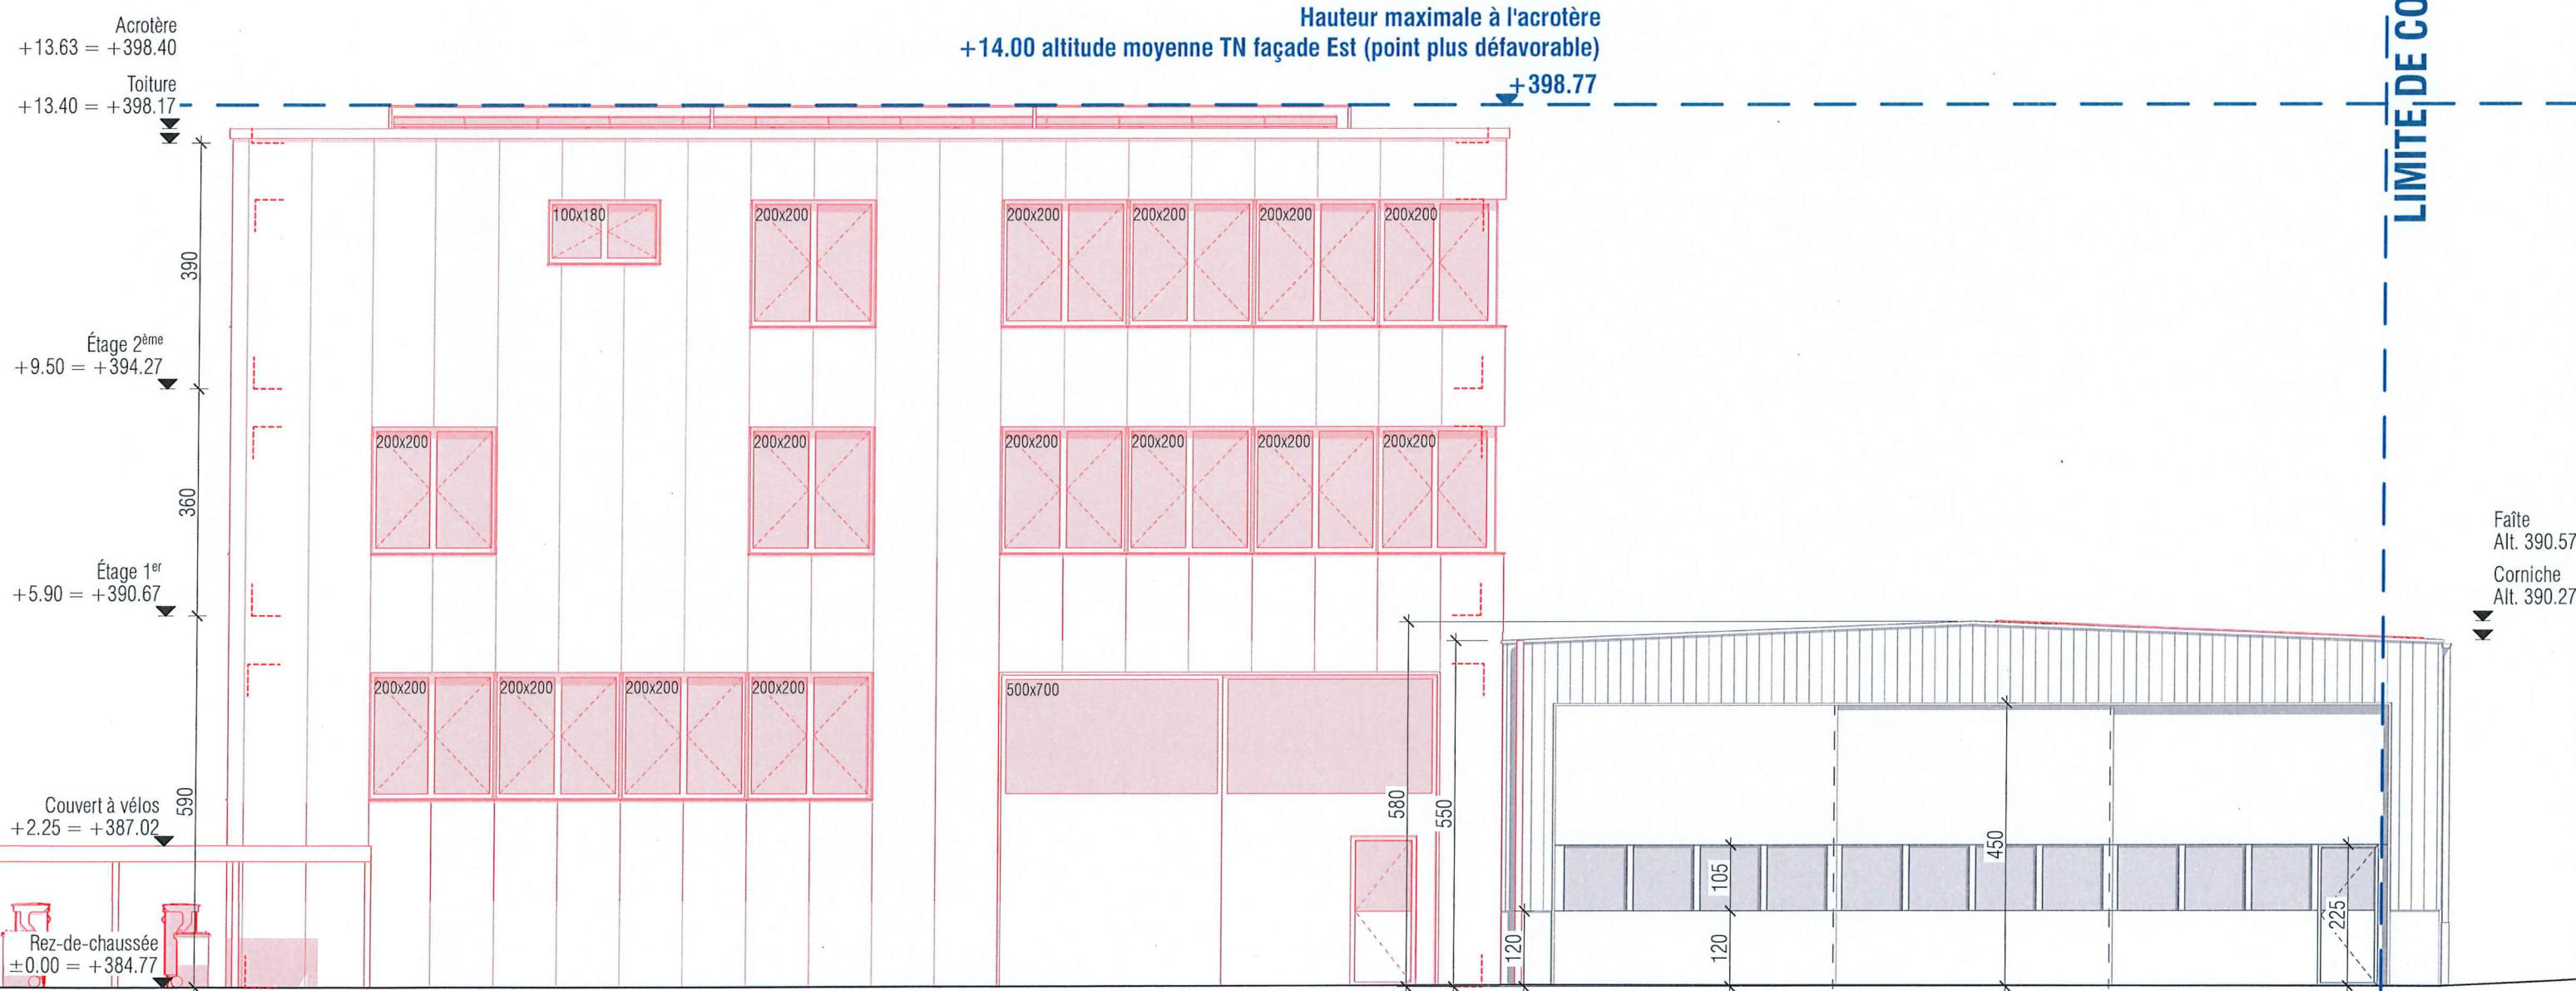 Acrotère
+13.63 = +398.40
Toiture
+13.40 = +398.17
Hauteur maximale à l'acrotère
+14.00 altitude moyenne TN façade Est (point plus défavorable)
+398.77
LIMITE DE CO
100x180
200x200
200x200
200x200
200x200
200x200
390
Étage 2ème
+9.50 = +394.27
200x200
200x200
200x200
200x200
200x200
200x200
360
Faîte
Alt. 390.57
Étage 1er
+5.90 = +390.67
Corniche
Alt. 390.27
200x200
200x200
200x200
200x200
500x700
590
580
550
450
Couvert à vélos
+2.25 = +387.02
105
225
Rez-de-chaussée
±0.00 = +384.77
120
120